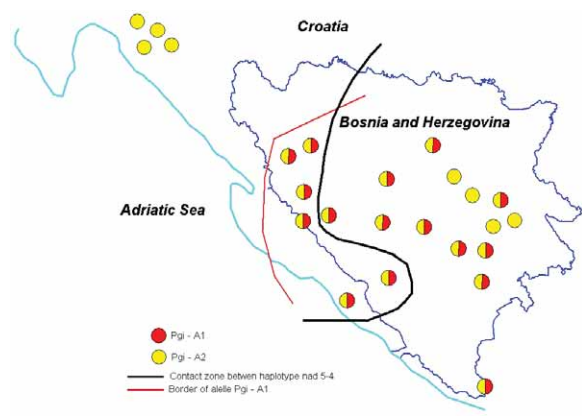 Croatia
Bosnia and Herzegovina
Adriatic Sea
Pgi - A1
Pgi - A2
Contact zone betwen haplotype nad 5-4
Border of alelle Pgi - A1